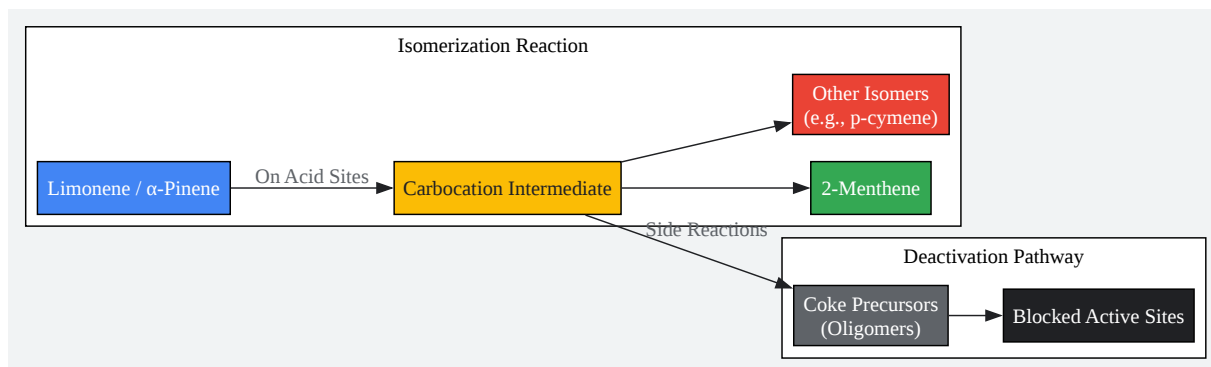 Isomerization Reaction
Other Isomers
(e.g., p-cymene)
Limonene / α-Pinene
On Acid Sites
Carbocation Intermediate
2-Menthene
Side Reactions
Deactivation Pathway
Coke Precursors
(Oligomers)
Blocked Active Sites